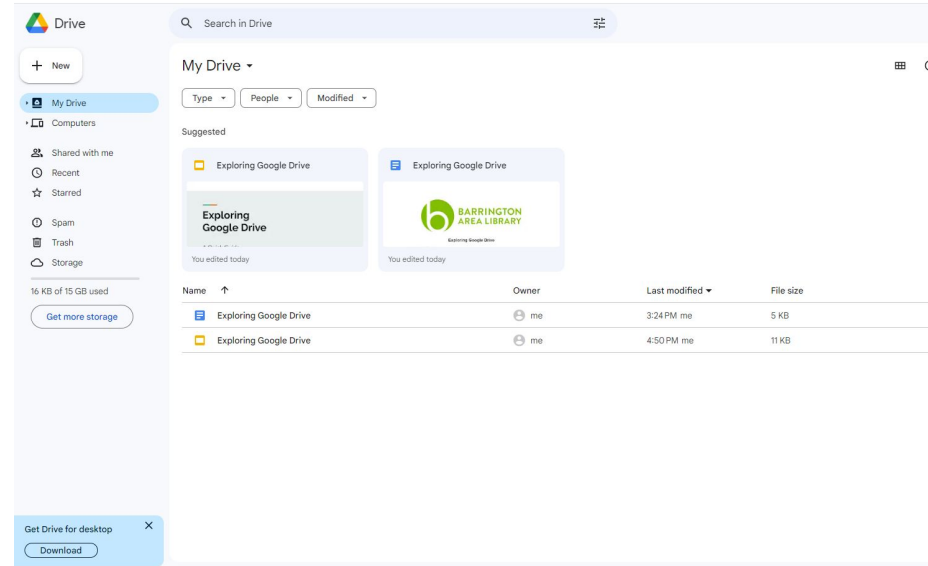 Drive
Search in Drive
New
My Drive
Computers
Shared with me
Recent
Starred
Spam
Trash
Storage
16 KB of 15 GB used
Get more storage
Get Drive for desktop
Download
My Drive
Type People Modified
Suggested
Exploring Google Drive
Exploring
Google Drive
You edited today
Exploring Google Drive
BARRINGTON
AREA LIBRARY
Exploring Google Drive
You edited today
Name Owner Last modified File size
Exploring Google Drive me 3:24 PM me 5 KB
Exploring Google Drive me 4:50 PM me 11 KB